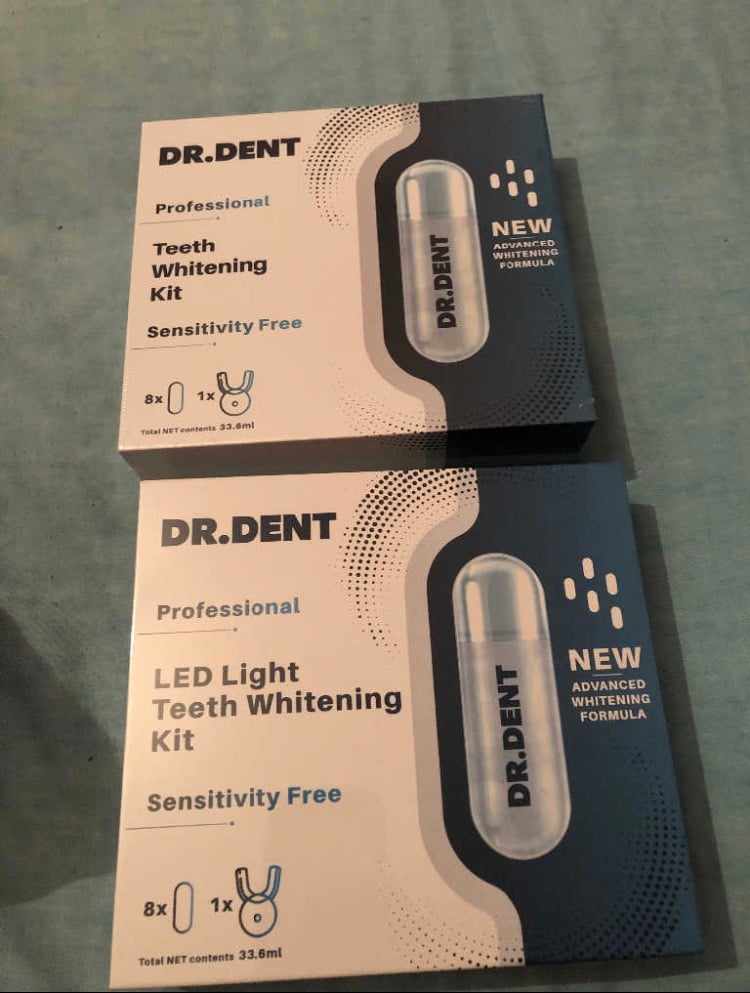 DR.DENT
Professional
Teeth
Whitening
Kit
Sensitivity Free
8x 1x
Total NET contents 33.6ml
DR.DENT
NEW
ADVANCED
WHITENING
FORMULA
DR.DENT
Professional
LED Light
Teeth Whitening
Kit
Sensitivity Free
8x 1x
Total NET contents 33.6ml
DR.DENT
NEW
ADVANCED
WHITENING
FORMULA